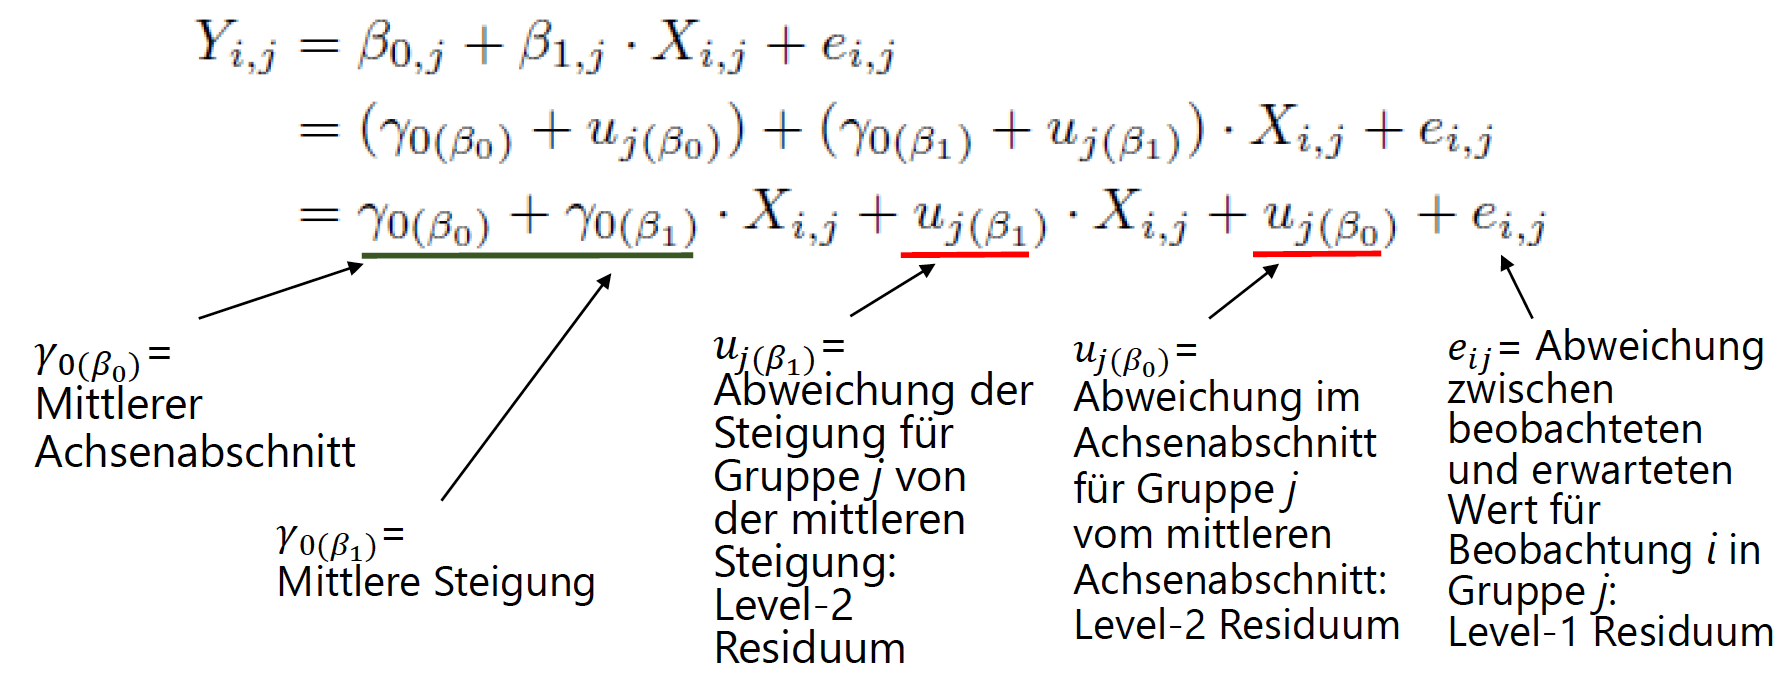 Y_{i,j} = β_{0,j} + β_{1,j} · X_{i,j} + e_{i,j}
= (γ_{0(β_0)} + u_{j(β_0)}) + (γ_{0(β_1)} + u_{j(β_1)}) · X_{i,j} + e_{i,j}
= γ_{0(β_0)} + γ_{0(β_1)} · X_{i,j} + u_{j(β_1)} · X_{i,j} + u_{j(β_0)} + e_{i,j}
γ_{0(β_0)}=
Mittlerer
Achsenabschnitt
γ_{0(β_1)}=
Mittlere Steigung
u_{j(β_1)}=
Abweichung der
Steigung für
Gruppe j von
der mittleren
Steigung:
Level-2
Residuum
u_{j(β_0)}=
Abweichung im
Achsenabschnitt
für Gruppe j
vom mittleren
Achsenabschnitt:
Level-2 Residuum
e_{ij}= Abweichung
zwischen
beobachteten
und erwarteten
Wert für
Beobachtung i in
Gruppe j:
Level-1 Residuum